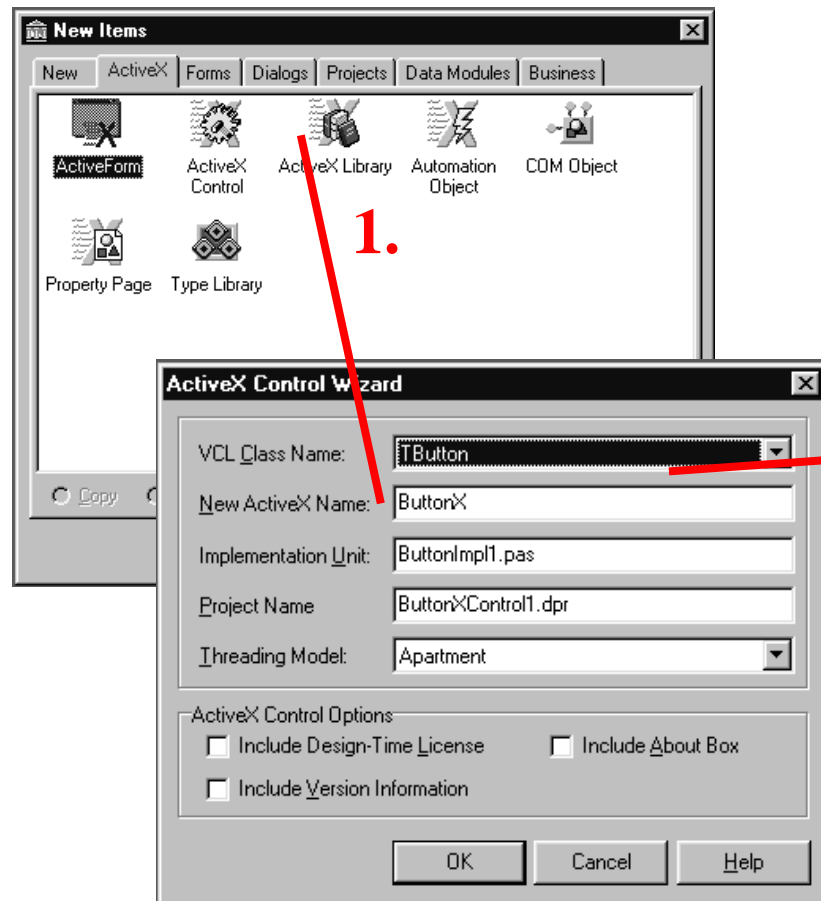 New Items
New ActiveX Forms Dialogs Projects Data Modules Business
ActiveForm ActiveX Control ActiveX Library Automation Object COM Object
1.
Property Page Type Library
Copy
ActiveX Control Wizard
VCL Class Name: TButton
New ActiveX Name: ButtonX
Implementation Unit: ButtonImpl1.pas
Project Name ButtonXControl1.dpr
Threading Model: Apartment
ActiveX Control Options
Include Design-Time License Include About Box
Include Version Information
OK Cancel Help